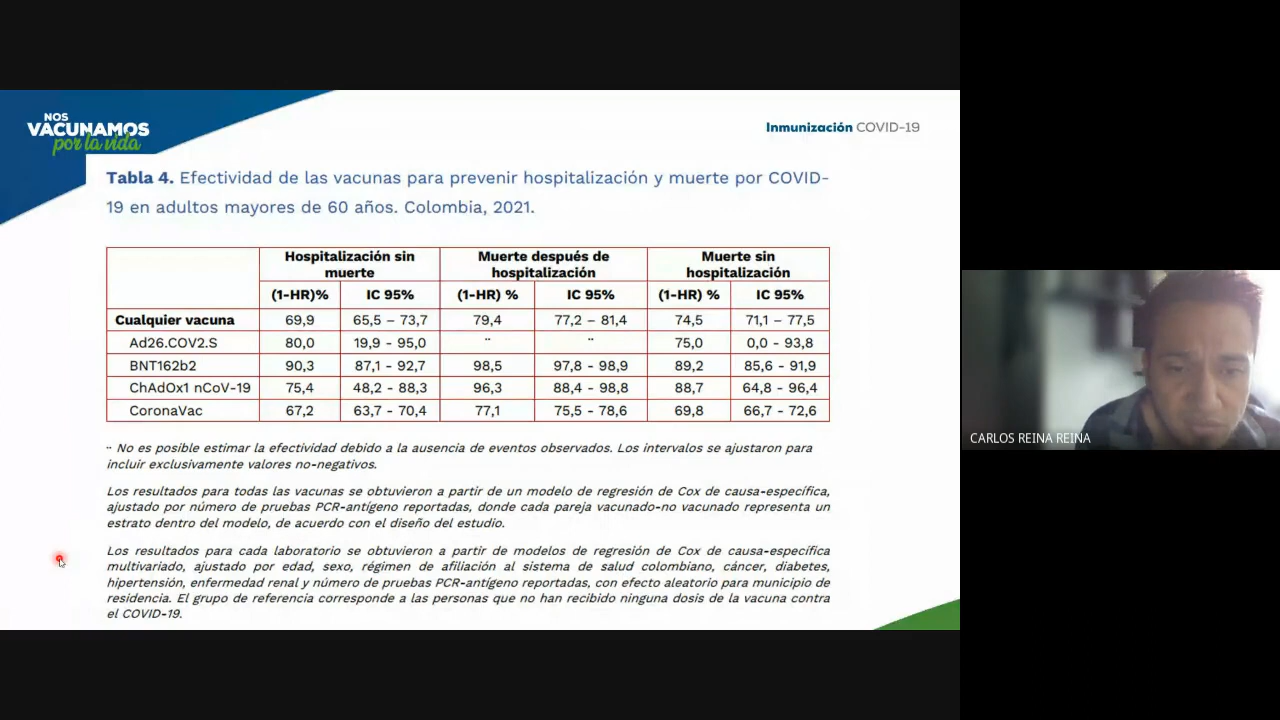 NOS
VACUNAMOS
por la vida
Inmunización COVID-19
Tabla 4. Efectividad de las vacunas para prevenir hospitalización y muerte por COVID-
19 en adultos mayores de 60 años. Colombia, 2021.
Hospitalización sin muerte Muerte después de hospitalización Muerte sin hospitalización
(1-HR)% IC 95% (1-HR) % IC 95% (1-HR) % IC 95%
Cualquier vacuna 69,9 65,5 – 73,7 79,4 77,2 – 81,4 74,5 71,1 – 77,5
Ad26.COV2.S 80,0 19,9 - 95,0 ¨ ¨ 75,0 0,0 - 93,8
BNT162b2 90,3 87,1 - 92,7 98,5 97,8 - 98,9 89,2 85,6 - 91,9
ChAdOx1 nCoV-19 75,4 48,2 - 88,3 96,3 88,4 - 98,8 88,7 64,8 - 96,4
CoronaVac 67,2 63,7 - 70,4 77,1 75,5 - 78,6 69,8 66,7 - 72,6
¨ No es posible estimar la efectividad debido a la ausencia de eventos observados. Los intervalos se ajustaron para
incluir exclusivamente valores no-negativos.
Los resultados para todas las vacunas se obtuvieron a partir de un modelo de regresión de Cox de causa-específica,
ajustado por número de pruebas PCR-antígeno reportadas, donde cada pareja vacunado-no vacunado representa un
estrato dentro del modelo, de acuerdo con el diseño del estudio.
Los resultados para cada laboratorio se obtuvieron a partir de modelos de regresión de Cox de causa-específica
multivariado, ajustado por edad, sexo, régimen de afiliación al sistema de salud colombiano, cáncer, diabetes,
hipertensión, enfermedad renal y número de pruebas PCR-antígeno reportadas, con efecto aleatorio para municipio de
residencia. El grupo de referencia corresponde a las personas que no han recibido ninguna dosis de la vacuna contra
el COVID-19.
CARLOS REINA REINA